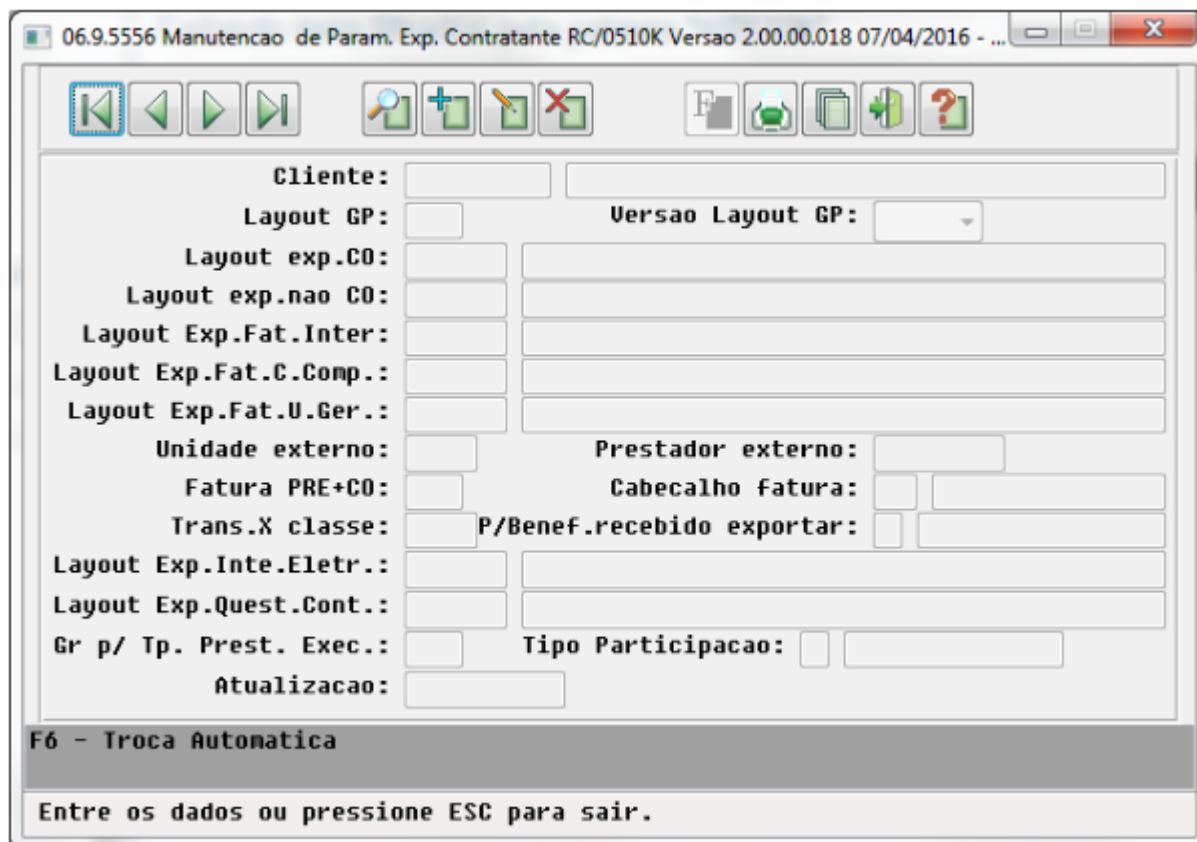 06.9.5556 Manutencao de Param. Exp. Contratante RC/0510K Versao 2.00.00.018 07/04/2016 - ...
F
Cliente:
Layout GP: Versao Layout GP:
Layout exp.CO:
Layout exp.nao CO:
Layout Exp.Fat.Inter:
Layout Exp.Fat.C.Comp.:
Layout Exp.Fat.U.Ger.:
Unidade externo: Prestador externo:
Fatura PRE+CO: Cabecalho fatura:
Trans.X classe: P/Benef.recebido exportar:
Layout Exp.Inte.Eletr.:
Layout Exp.Quest.Cont.:
Gr p/ Tp. Prest. Exec.: Tipo Participacao:
Atualizacao:
F6 - Troca Automatica
Entre os dados ou pressione ESC para sair.